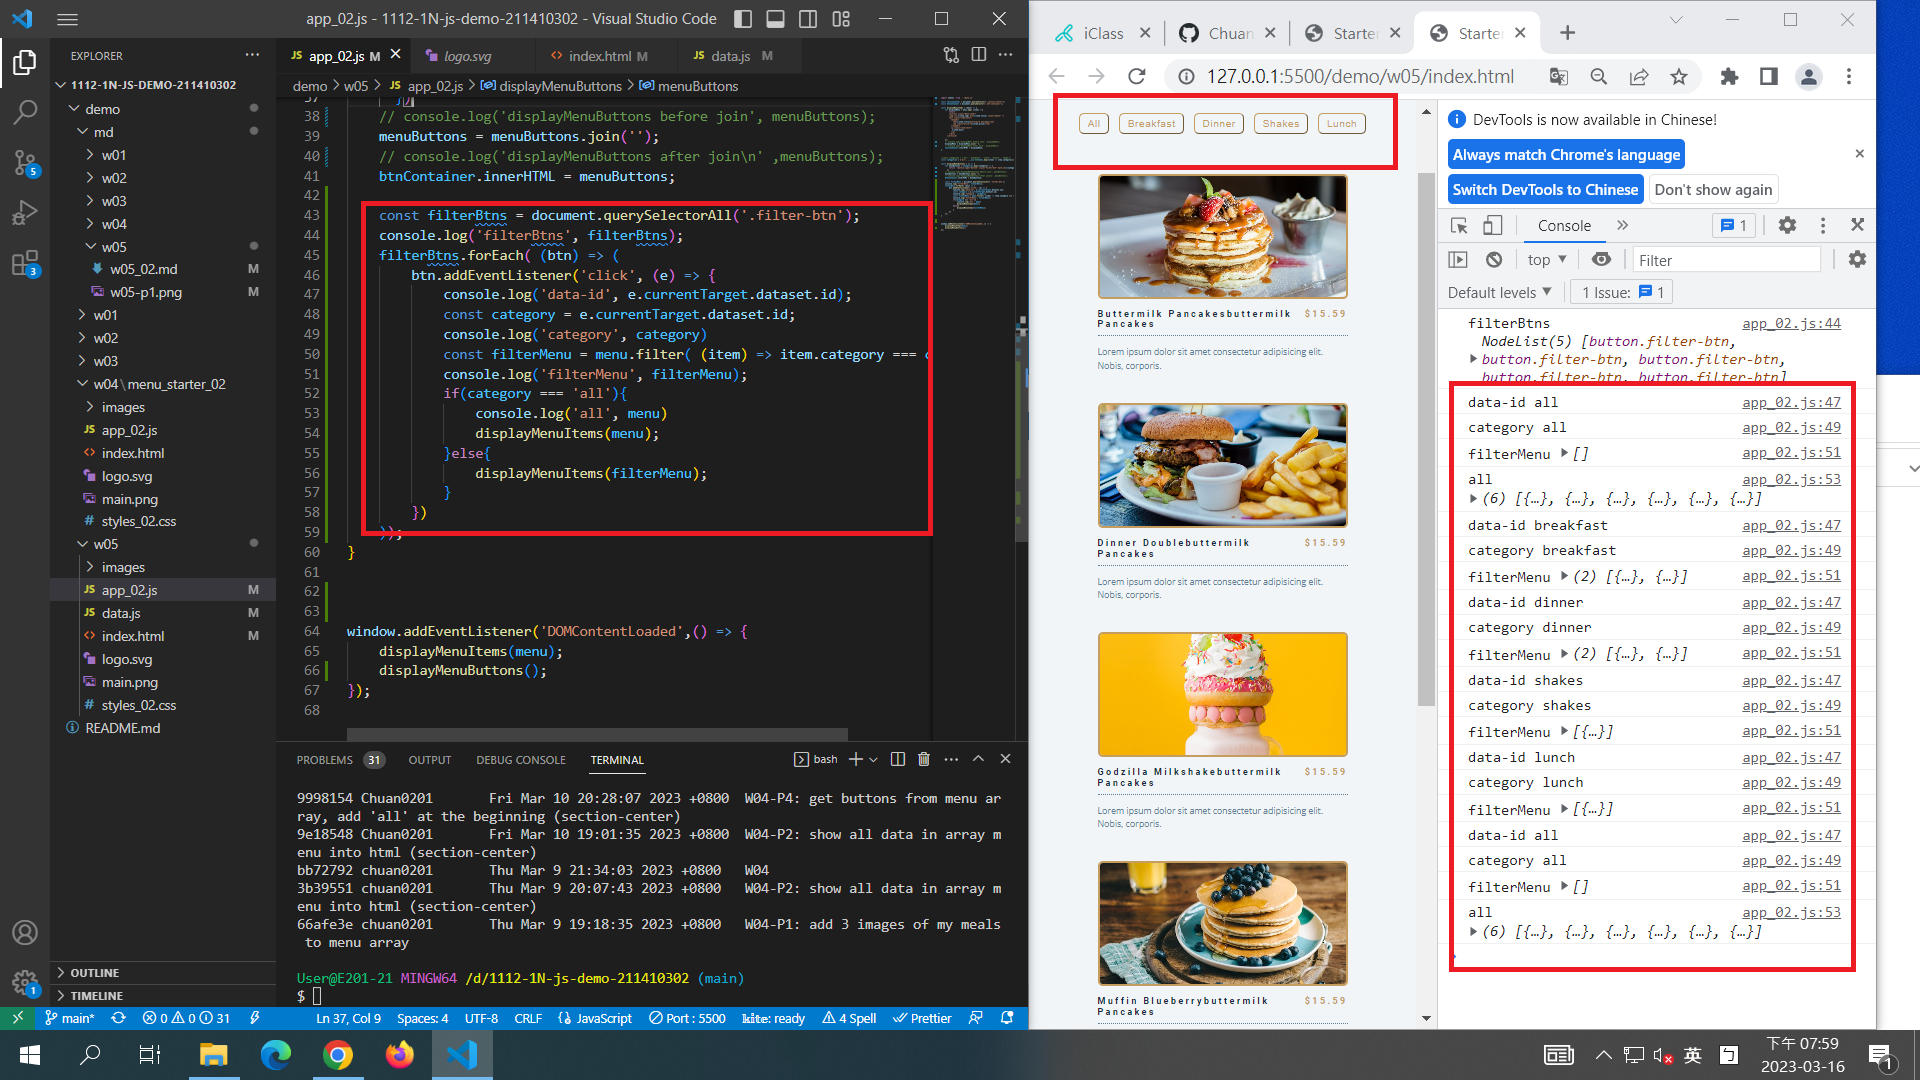 app_02.js - 1112-1N-js-demo-211410302 - Visual Studio Code
EXPLORER
1112-1N-JS-DEMO-211410302
demo
md
w01
w02
w03
w04
w05
w05_02.md M
w05-p1.png M
w01
w02
w03
w04\menu_starter_02
images
JS app_02.js
<> index.html
logo.svg
main.png
# styles_02.css
w05
images
JS app_02.js M
JS data.js M
<> index.html M
logo.svg
main.png
# styles_02.css
README.md
OUTLINE
TIMELINE
5
3
1
JS app_02.js M
logo.svg
<> index.html M
JS data.js M
demo > w05 > JS app_02.js > displayMenuButtons > menuButtons
37 })
38 // console.log('displayMenuButtons before join', menuButtons);
39 menuButtons = menuButtons.join('');
40 // console.log('displayMenuButtons after join\n' ,menuButtons);
41 btnContainer.innerHTML = menuButtons;
42
43 const filterBtns = document.querySelectorAll('.filter-btn');
44 console.log('filterBtns', filterBtns);
45 filterBtns.forEach( (btn) => (
46 btn.addEventListener('click', (e) => {
47 console.log('data-id', e.currentTarget.dataset.id);
48 const category = e.currentTarget.dataset.id;
49 console.log('category', category)
50 const filterMenu = menu.filter( (item) => item.category === c
51 console.log('filterMenu', filterMenu);
52 if(category === 'all'){
53 console.log('all', menu)
54 displayMenuItems(menu);
55 }else{
56 displayMenuItems(filterMenu);
57 }
58 })
59 ));
60 }
61
62
63
64 window.addEventListener('DOMContentLoaded',() => {
65 displayMenuItems(menu);
66 displayMenuButtons();
67 });
68
PROBLEMS 31 OUTPUT DEBUG CONSOLE TERMINAL
bash
9998154 Chuan0201 Fri Mar 10 20:28:07 2023 +0800 W04-P4: get buttons from menu ar
ray, add 'all' at the beginning (section-center)
9e18548 Chuan0201 Fri Mar 10 19:01:35 2023 +0800 W04-P2: show all data in array m
enu into html (section-center)
bb72792 chuan0201 Thu Mar 9 21:34:03 2023 +0800 W04
3b39551 chuan0201 Thu Mar 9 20:07:43 2023 +0800 W04-P2: show all data in array m
enu into html (section-center)
66afe3e chuan0201 Thu Mar 9 19:18:35 2023 +0800 W04-P1: add 3 images of my meals
to menu array
User@E201-21 MINGW64 /d/1112-1N-js-demo-211410302 (main)
$
main* 0 0 31 Ln 37, Col 9 Spaces: 4 UTF-8 CRLF {} JavaScript Port : 5500 kite: ready 4 Spell Prettier
iClass
Chuan
Starter
Starter
127.0.0.1:5500/demo/w05/index.html
All Breakfast Dinner Shakes Lunch
Buttermilk Pancakesbuttermilk Pancakes $15.59
Lorem ipsum dolor sit amet consectetur adipisicing elit.
Nobis, corporis.
Dinner Doublebuttermilk Pancakes $15.59
Lorem ipsum dolor sit amet consectetur adipisicing elit.
Nobis, corporis.
Godzilla Milkshakebuttermilk Pancakes $15.59
Lorem ipsum dolor sit amet consectetur adipisicing elit.
Nobis, corporis.
Muffin Blueberrybuttermilk Pancakes $15.59
DevTools is now available in Chinese!
Always match Chrome's language
Switch DevTools to Chinese
Don't show again
Console
1
top
Filter
Default levels
1 Issue: 1
filterBtns app_02.js:44
NodeList(5) [button.filter-btn,
button.filter-btn, button.filter-btn,
button.filter-btn, button.filter-btn]
data-id all app_02.js:47
category all app_02.js:49
filterMenu [] app_02.js:51
all app_02.js:53
(6) [{…}, {…}, {…}, {…}, {…}, {…}]
data-id breakfast app_02.js:47
category breakfast app_02.js:49
filterMenu (2) [{…}, {…}] app_02.js:51
data-id dinner app_02.js:47
category dinner app_02.js:49
filterMenu (2) [{…}, {…}] app_02.js:51
data-id shakes app_02.js:47
category shakes app_02.js:49
filterMenu [{…}] app_02.js:51
data-id lunch app_02.js:47
category lunch app_02.js:49
filterMenu [{…}] app_02.js:51
data-id all app_02.js:47
category all app_02.js:49
filterMenu [] app_02.js:51
all app_02.js:53
(6) [{…}, {…}, {…}, {…}, {…}, {…}]
英
ㄅ
下午 07:59
2023-03-16
1